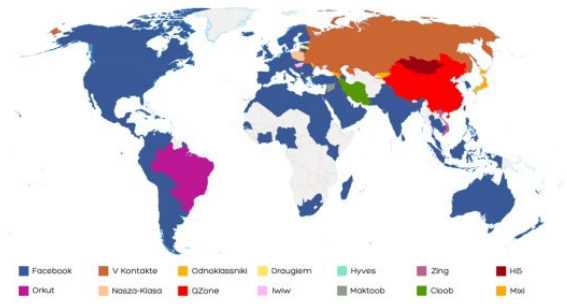 Facebook V Kontakte Odnoklassniki Draugiem Hyves Zing Hi5
Orkut Nasza-Klasa QZone Iwiw Maktoob Cloob Mixi